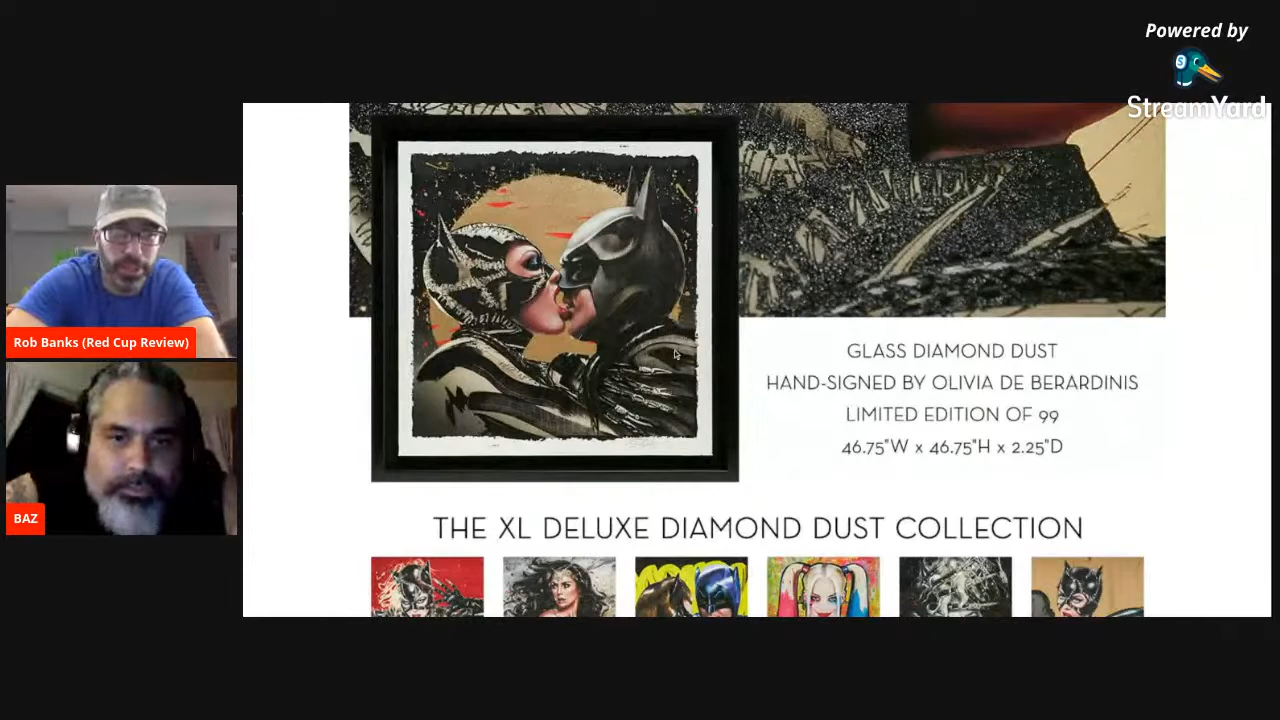 Powered by
StreamYard
Rob Banks (Red Cup Review)
BAZ
GLASS DIAMOND DUST
HAND-SIGNED BY OLIVIA DE BERARDINIS
LIMITED EDITION OF 99
46.75"W x 46.75"H x 2.25"D
THE XL DELUXE DIAMOND DUST COLLECTION